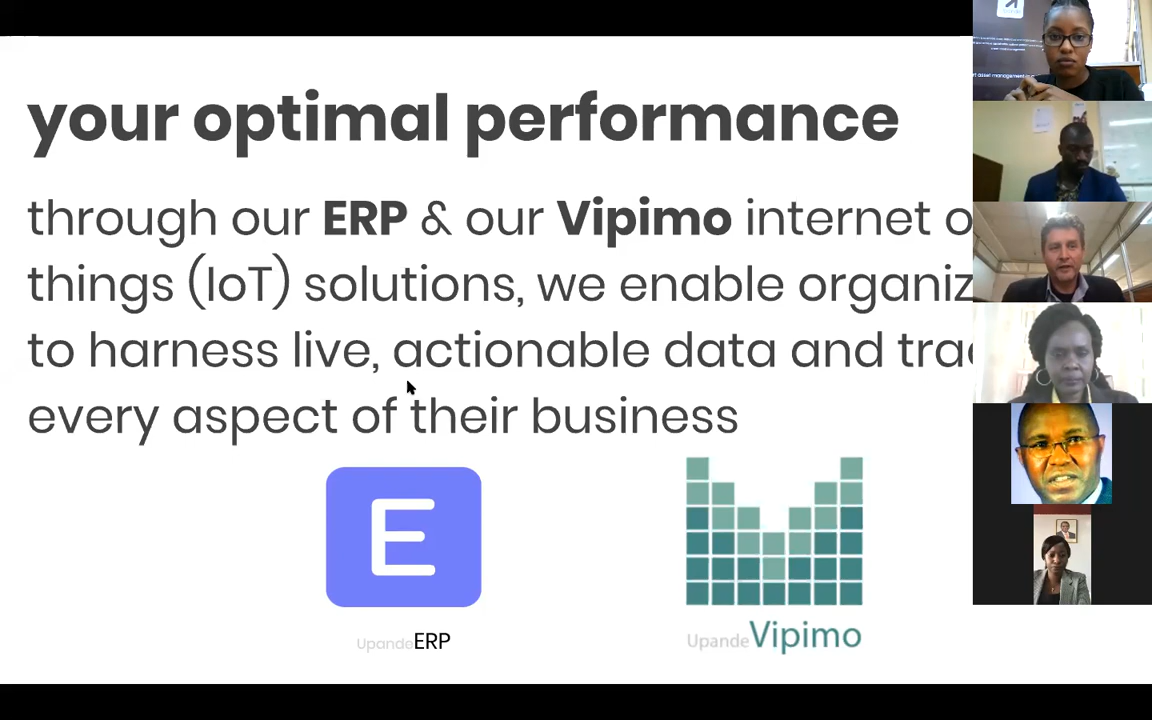 your optimal performance
through our ERP & our Vipimo internet o
things (IoT) solutions, we enable organiz
to harness live, actionable data and trac
every aspect of their business
E
UpandeERP
UpandeVipimo